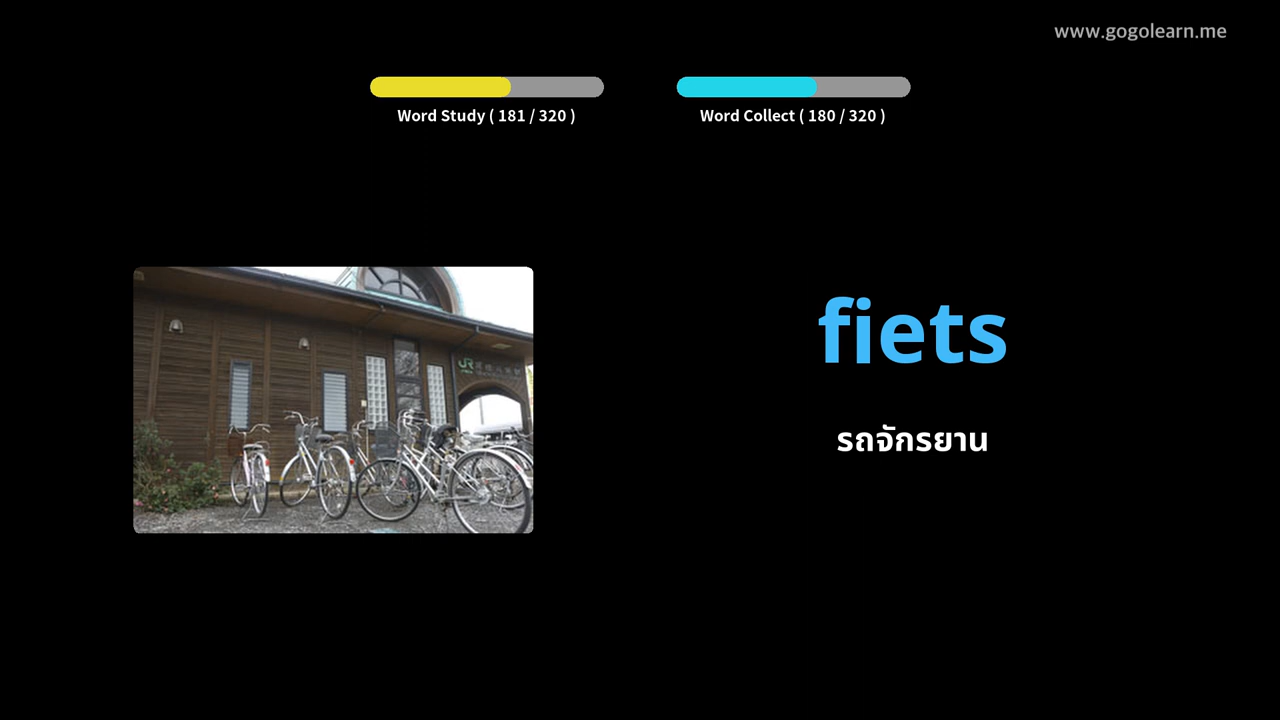 www.gogolearn.me
Word Study ( 181 / 320 )
Word Collect ( 180 / 320 )
JR
fiets
รถจักรยาน